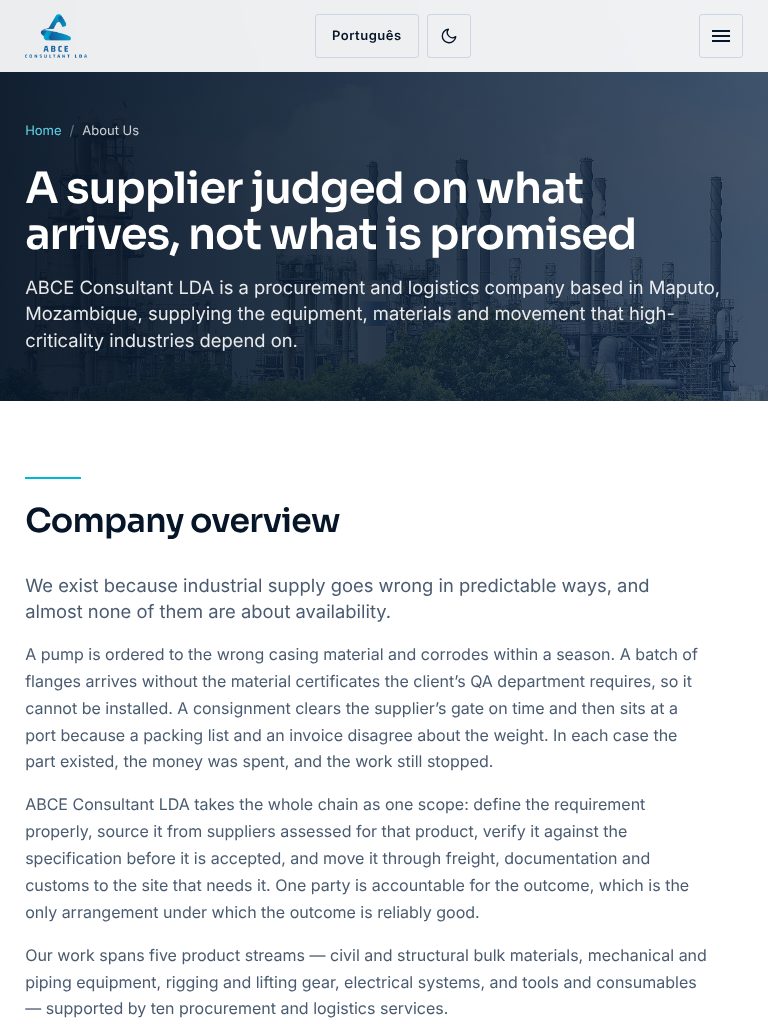 ABCE
CONSULTANT LDA
Português
Home / About Us
A supplier judged on what
arrives, not what is promised
ABCE Consultant LDA is a procurement and logistics company based in Maputo,
Mozambique, supplying the equipment, materials and movement that high-
criticality industries depend on.
Company overview
We exist because industrial supply goes wrong in predictable ways, and
almost none of them are about availability.
A pump is ordered to the wrong casing material and corrodes within a season. A batch of
flanges arrives without the material certificates the client’s QA department requires, so it
cannot be installed. A consignment clears the supplier’s gate on time and then sits at a
port because a packing list and an invoice disagree about the weight. In each case the
part existed, the money was spent, and the work still stopped.
ABCE Consultant LDA takes the whole chain as one scope: define the requirement
properly, source it from suppliers assessed for that product, verify it against the
specification before it is accepted, and move it through freight, documentation and
customs to the site that needs it. One party is accountable for the outcome, which is the
only arrangement under which the outcome is reliably good.
Our work spans five product streams — civil and structural bulk materials, mechanical and
piping equipment, rigging and lifting gear, electrical systems, and tools and consumables
— supported by ten procurement and logistics services.